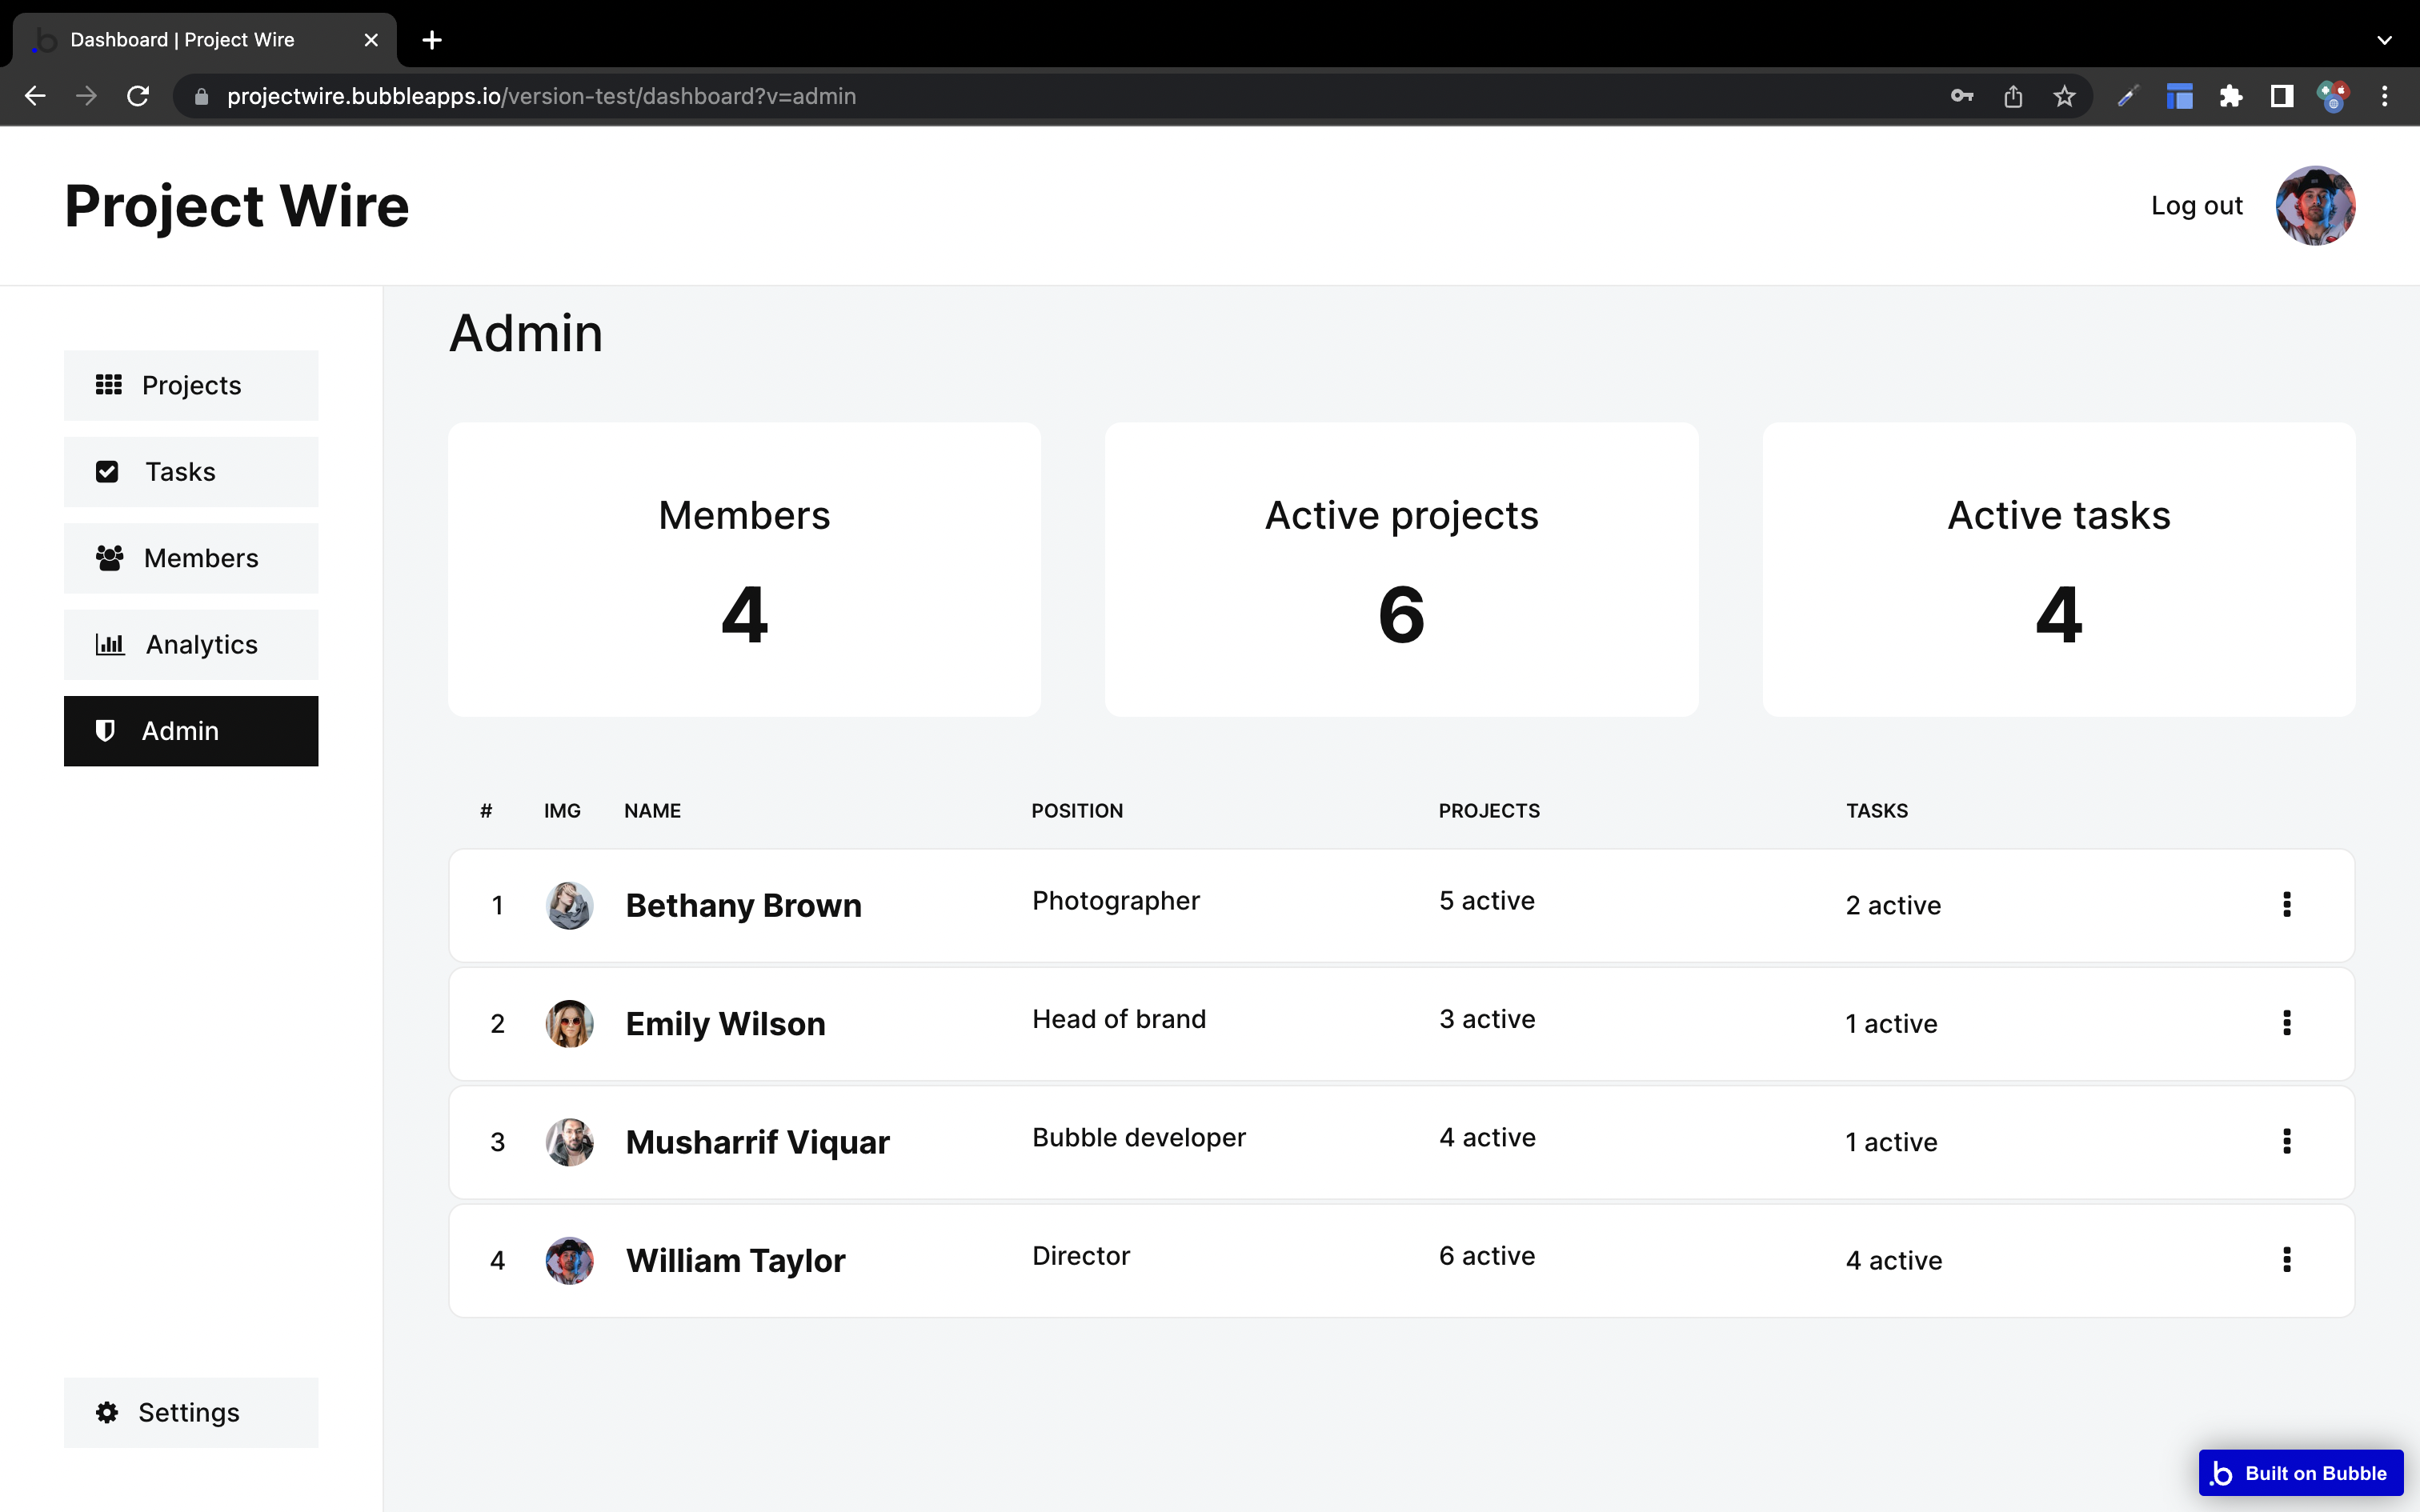 Dashboard | Project Wire
projectwire.bubbleapps.io/version-test/dashboard?v=admin
Project Wire
Log out
Projects
Tasks
Members
Analytics
Admin
Settings
Admin
Members
4
Active projects
6
Active tasks
4
# IMG NAME POSITION PROJECTS TASKS
1 Bethany Brown Photographer 5 active 2 active
2 Emily Wilson Head of brand 3 active 1 active
3 Musharrif Viquar Bubble developer 4 active 1 active
4 William Taylor Director 6 active 4 active
.b Built on Bubble